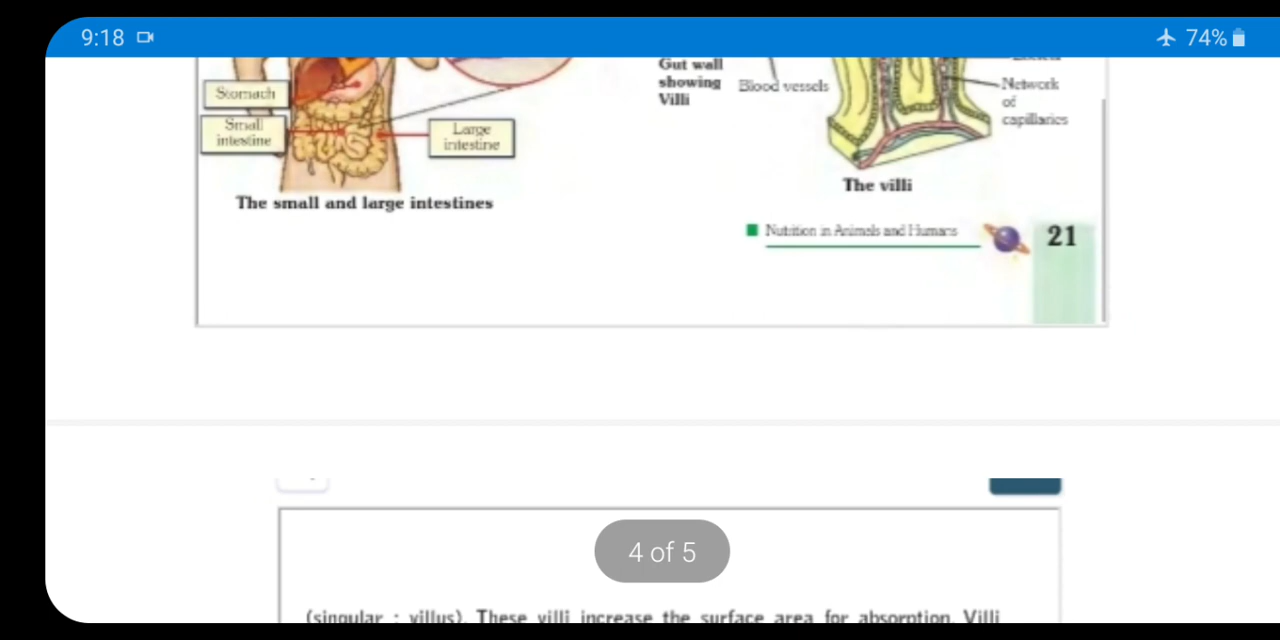 9:18
74%
Stomach
Small
intestine
Large
intestine
The small and large intestines
Gut wall
showing
Villi
Blood vessels
Network
of
capillaries
The villi
Nutrition in Animals and Humans
21
4 of 5
(singular : villus). These villi increase the surface area for absorption. Villi